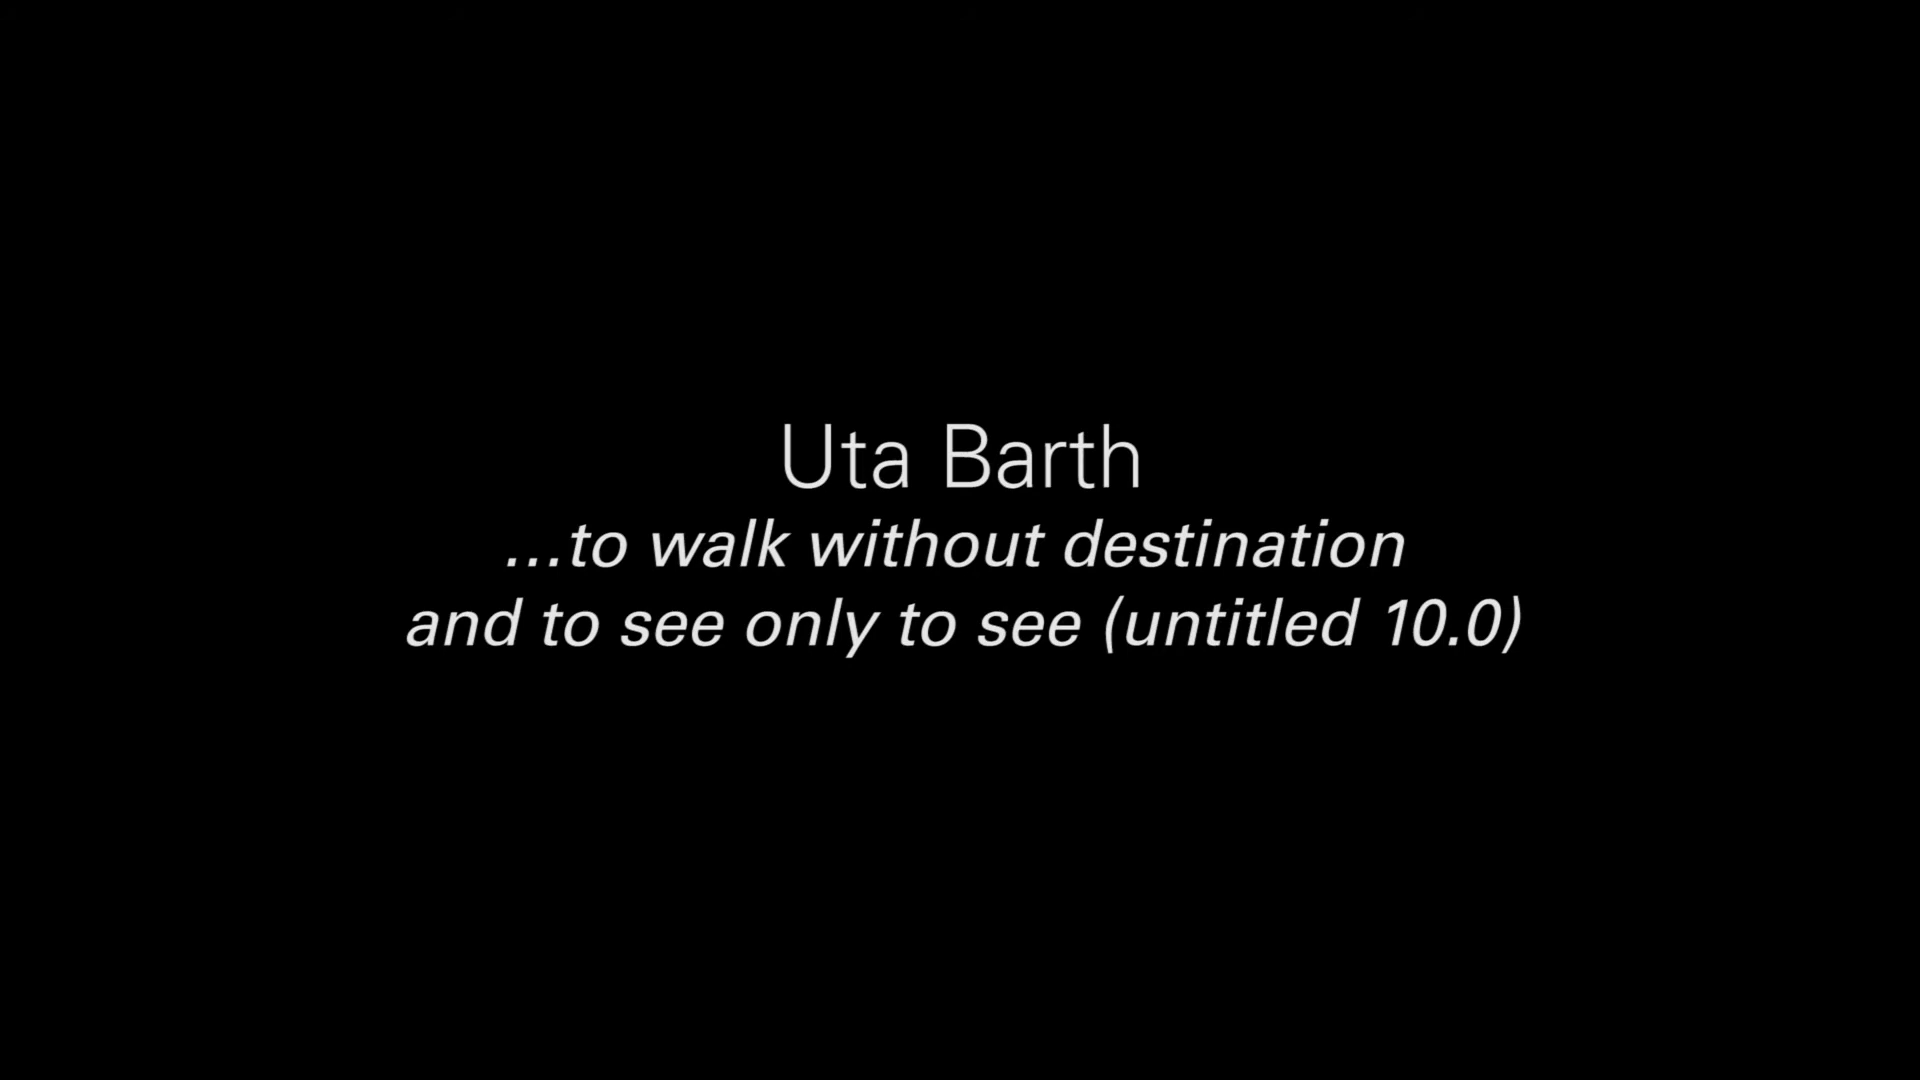 Uta Barth
...to walk without destination
and to see only to see (untitled 10.0)